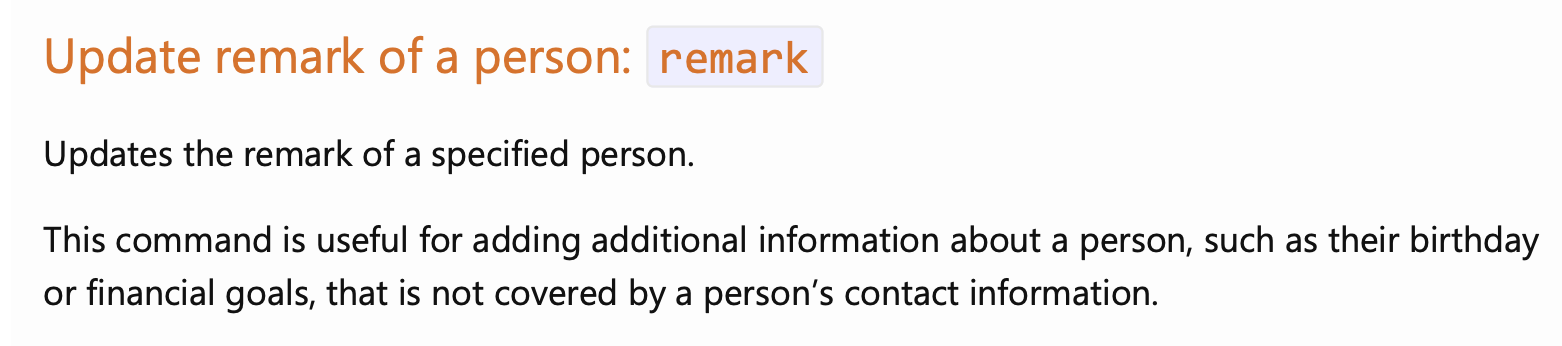 Update remark of a person: remark
Updates the remark of a specified person.
This command is useful for adding additional information about a person, such as their birthday
or financial goals, that is not covered by a person’s contact information.